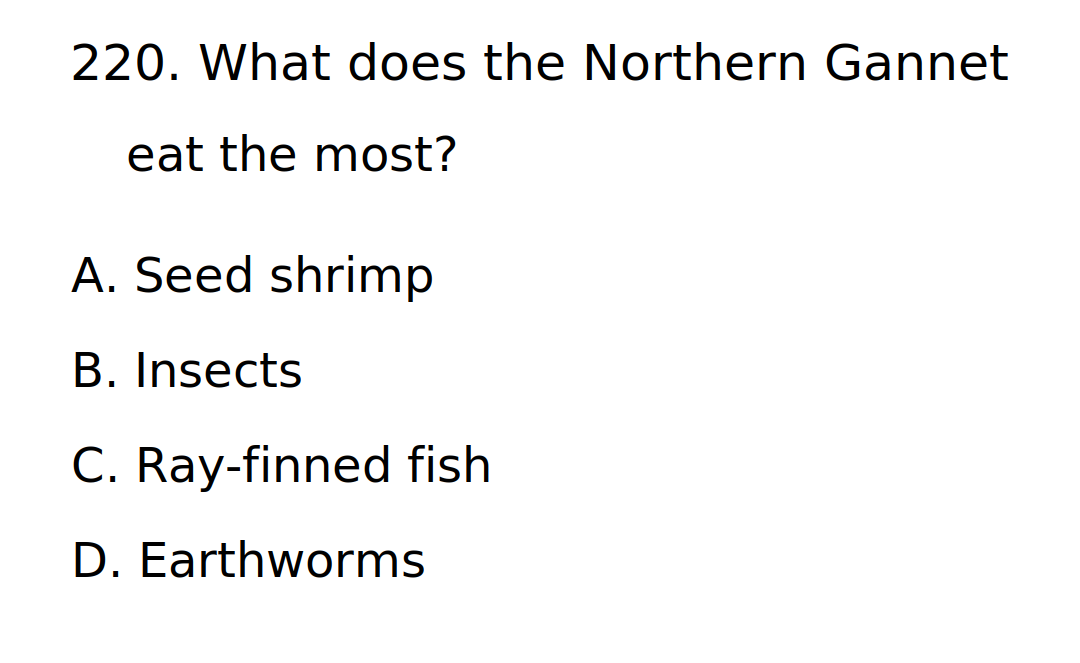 220. What does the Northern Gannet
eat the most?
A. Seed shrimp
B. Insects
C. Ray-finned fish
D. Earthworms